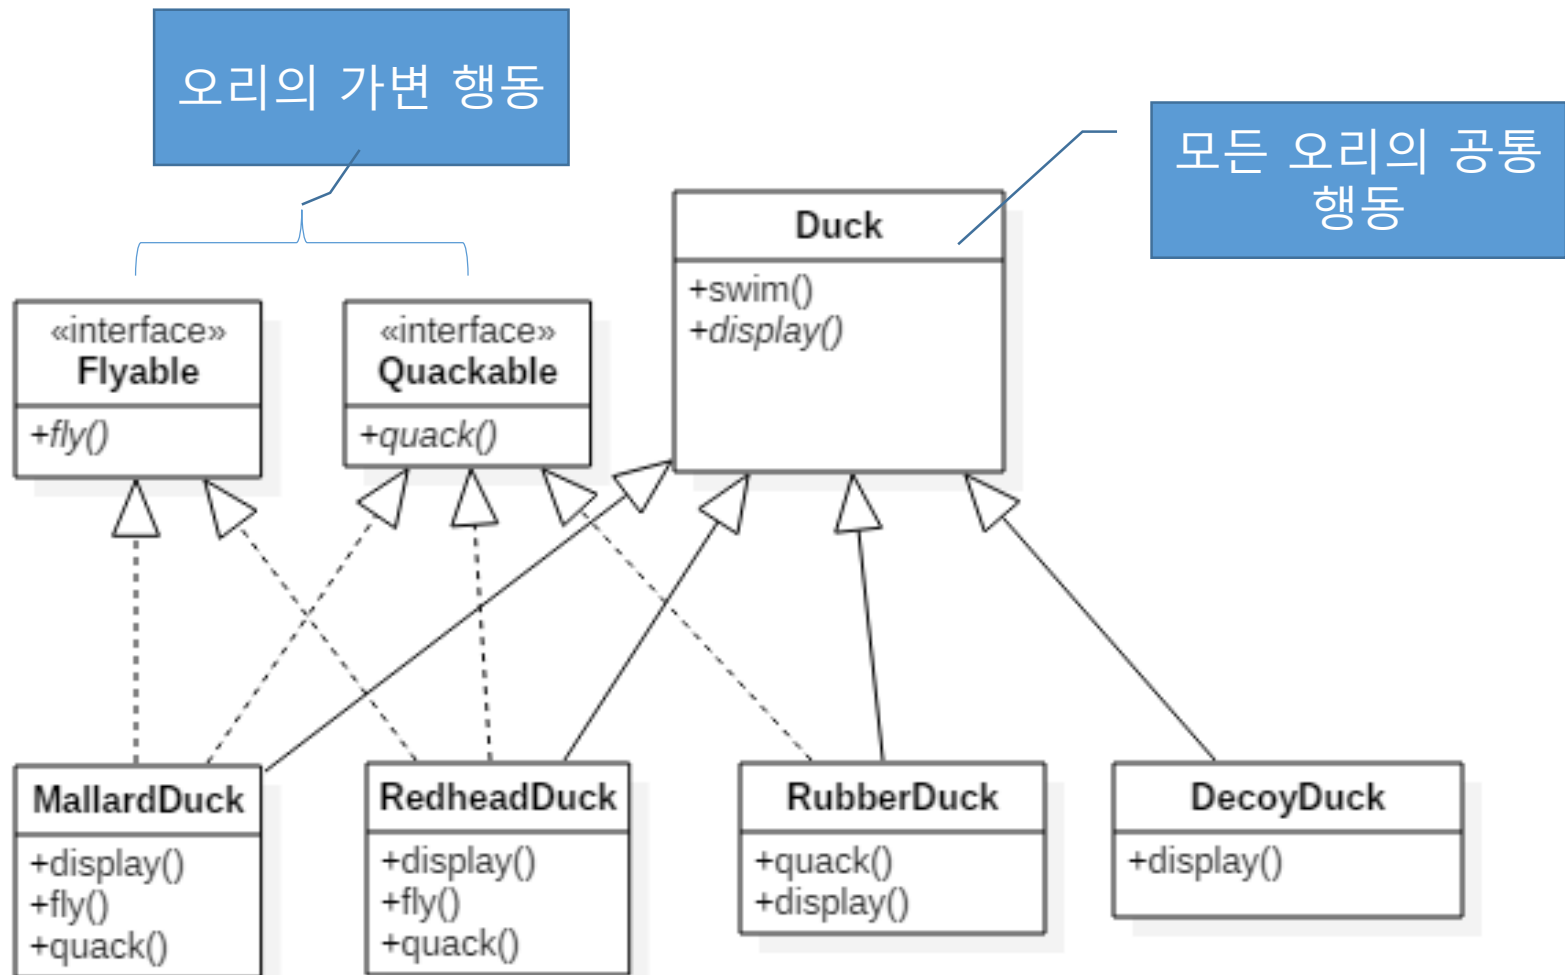 오리의 가변 행동
모든 오리의 공통
행동
«interface»
Flyable
+fly()
«interface»
Quackable
+quack()
Duck
+swim()
+display()
MallardDuck
+display()
+fly()
+quack()
RedheadDuck
+display()
+fly()
+quack()
RubberDuck
+quack()
+display()
DecoyDuck
+display()